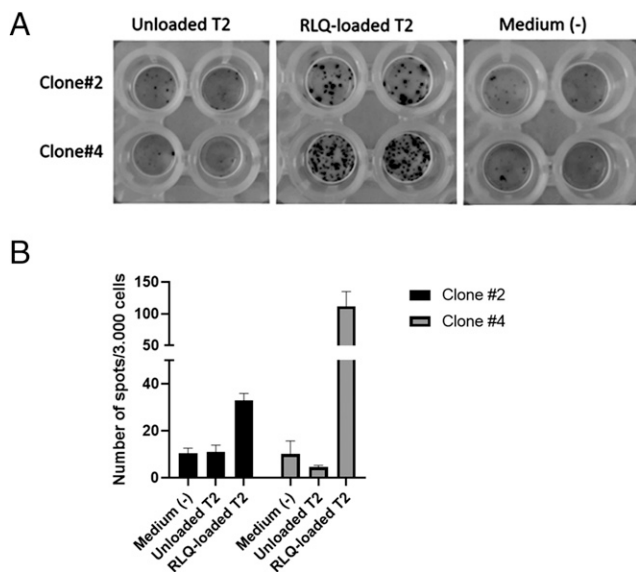 A
Unloaded T2
RLQ-loaded T2
Medium (-)
Clone#2
Clone#4
B
Number of spots/3.000 cells
150
100
50
40
20
0
Medium (-)
Unloaded T2
RLQ-loaded T2
Medium (-)
Unloaded T2
RLQ-loaded T2
Clone #2
Clone #4